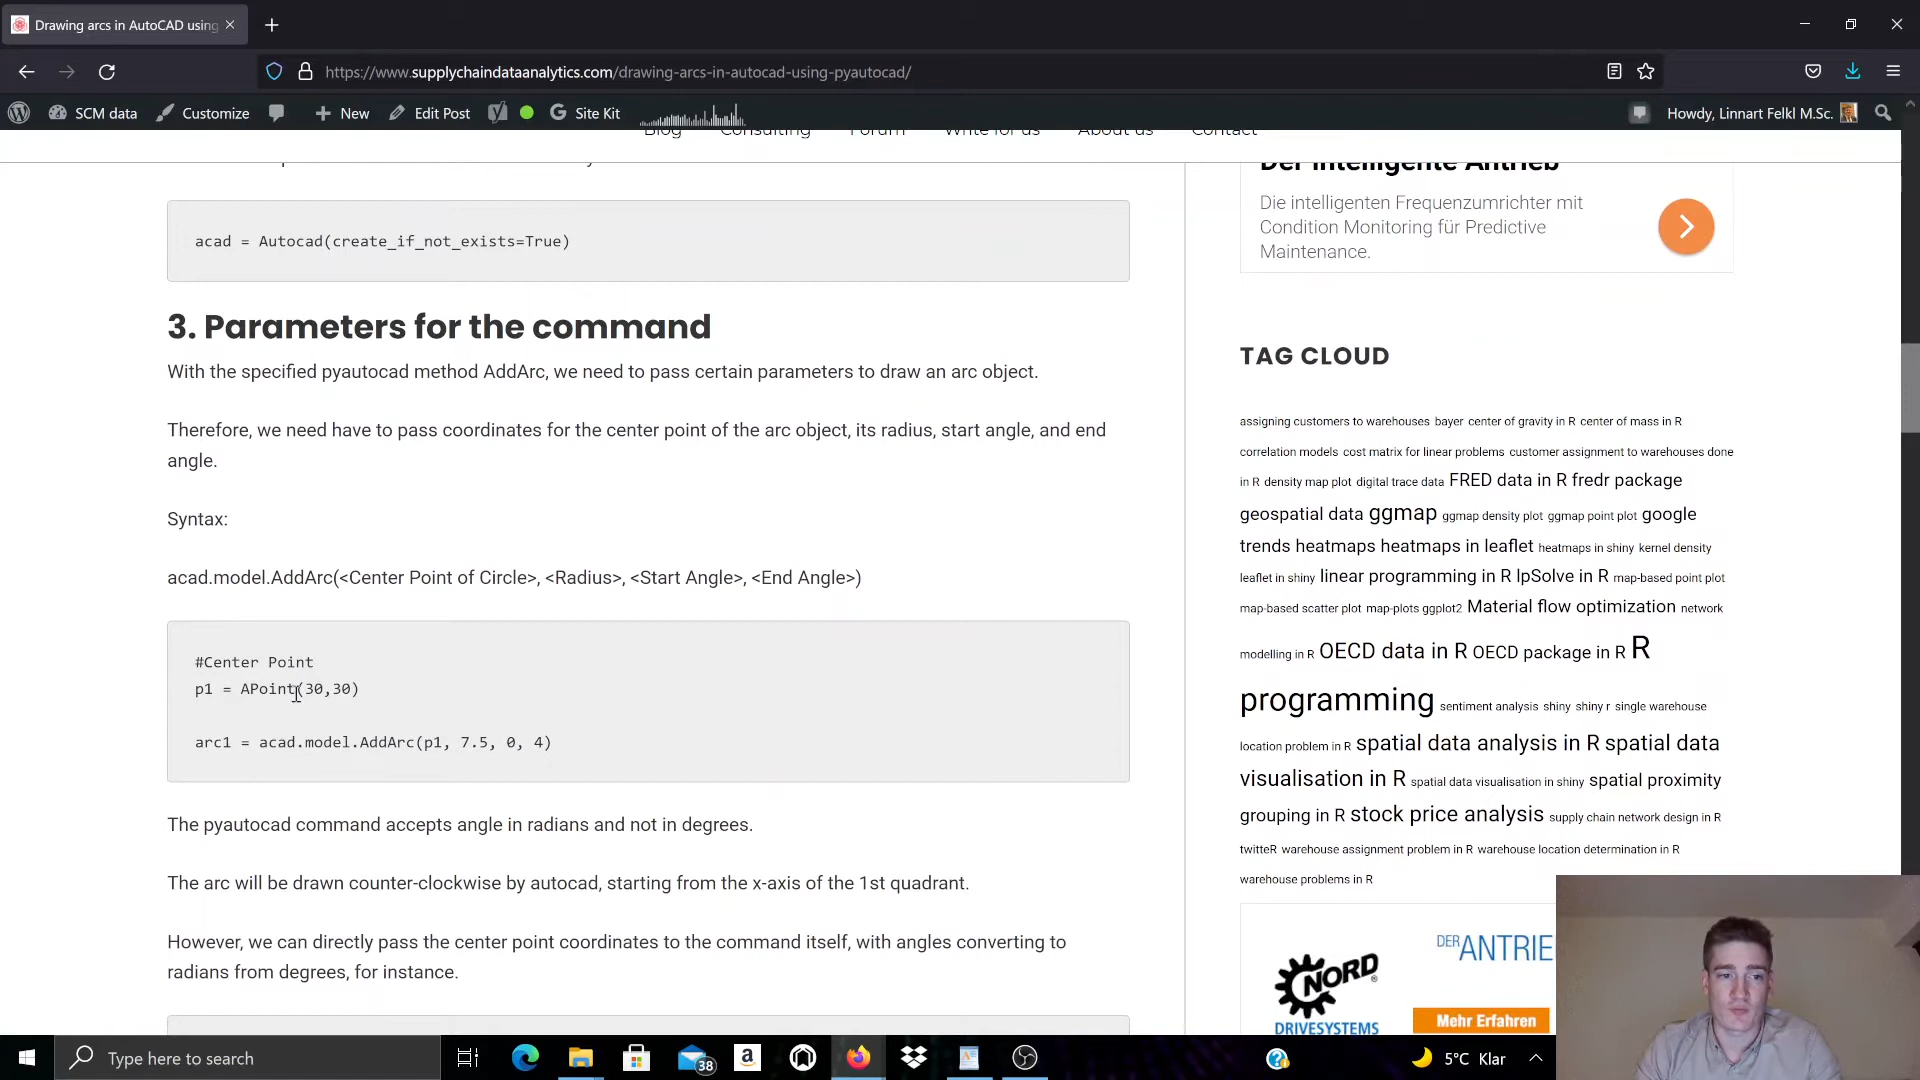 Drawing arcs in AutoCAD using
https://www.supplychaindataanalytics.com/drawing-arcs-in-autocad-using-pyautocad/
SCM data
Customize
New
Edit Post
Site Kit
Howdy, Linnart Felkl M.Sc.
Blog Consulting Forum Write for us About us Contact
acad = Autocad(create_if_not_exists=True)
3. Parameters for the command
With the specified pyautocad method AddArc, we need to pass certain parameters to draw an arc object.
Therefore, we need have to pass coordinates for the center point of the arc object, its radius, start angle, and end
angle.
Syntax:
acad.model.AddArc(<Center Point of Circle>, <Radius>, <Start Angle>, <End Angle>)
#Center Point
p1 = APoint(30,30)
arc1 = acad.model.AddArc(p1, 7.5, 0, 4)
The pyautocad command accepts angle in radians and not in degrees.
The arc will be drawn counter-clockwise by autocad, starting from the x-axis of the 1st quadrant.
However, we can directly pass the center point coordinates to the command itself, with angles converting to
radians from degrees, for instance.
Der intelligente Antrieb
Die intelligenten Frequenzumrichter mit
Condition Monitoring für Predictive
Maintenance.
TAG CLOUD
assigning customers to warehouses bayer center of gravity in R center of mass in R
correlation models cost matrix for linear problems customer assignment to warehouses done
in R density map plot digital trace data FRED data in R fredr package
geospatial data ggmap ggmap density plot ggmap point plot google
trends heatmaps heatmaps in leaflet heatmaps in shiny kernel density
leaflet in shiny linear programming in R lpSolve in R map-based point plot
map-based scatter plot map-plots ggplot2 Material flow optimization network
modelling in R OECD data in R OECD package in R R
programming sentiment analysis shiny shiny r single warehouse
location problem in R spatial data analysis in R spatial data
visualisation in R spatial data visualisation in shiny spatial proximity
grouping in R stock price analysis supply chain network design in R
twitteR warehouse assignment problem in R warehouse location determination in R
warehouse problems in R
NORD
DRIVESYSTEMS
DER
ANTRIE
Mehr Erfahren
Type here to search
38
5°C Klar